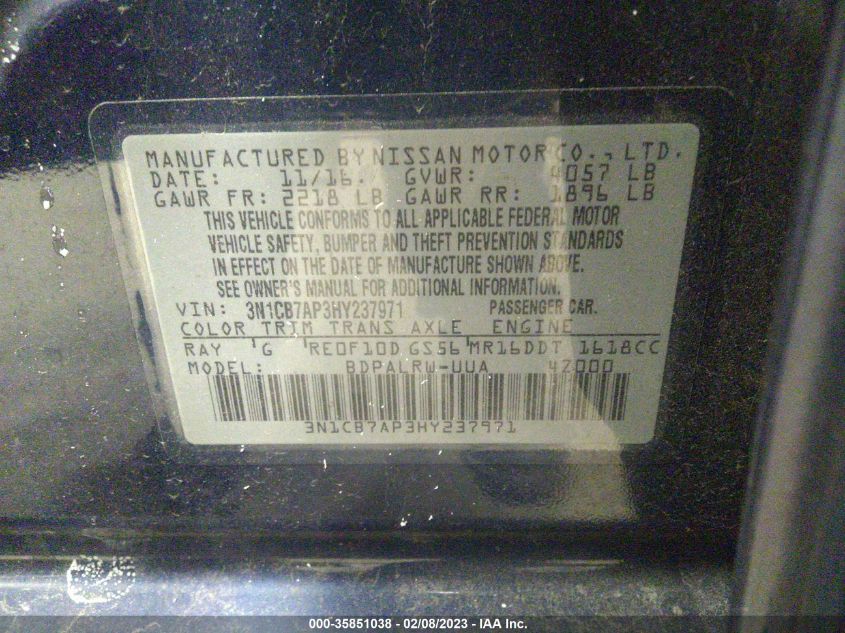 MANUFACTURED BY NISSAN MOTOR CO., LTD.
DATE: 11/16. GVWR: 4057 LB
GAWR FR: 2218 LB GAWR RR: 1896 LB
THIS VEHICLE CONFORMS TO ALL APPLICABLE FEDERAL MOTOR
VEHICLE SAFETY, BUMPER AND THEFT PREVENTION STANDARDS
IN EFFECT ON THE DATE OF MANUFACTURE SHOWN ABOVE.
SEE OWNER'S MANUAL FOR ADDITIONAL INFORMATION.
VIN: 3N1CB7AP3HY237971 PASSENGER CAR.
COLOR TRIM TRANS AXLE ENGINE
RAY G RE0F10D GS56 MR16DDT 1618CC
MODEL: BDPALRW-UUA 4Z000
3N1CB7AP3HY237971
000-35851038 - 02/08/2023 - IAA Inc.